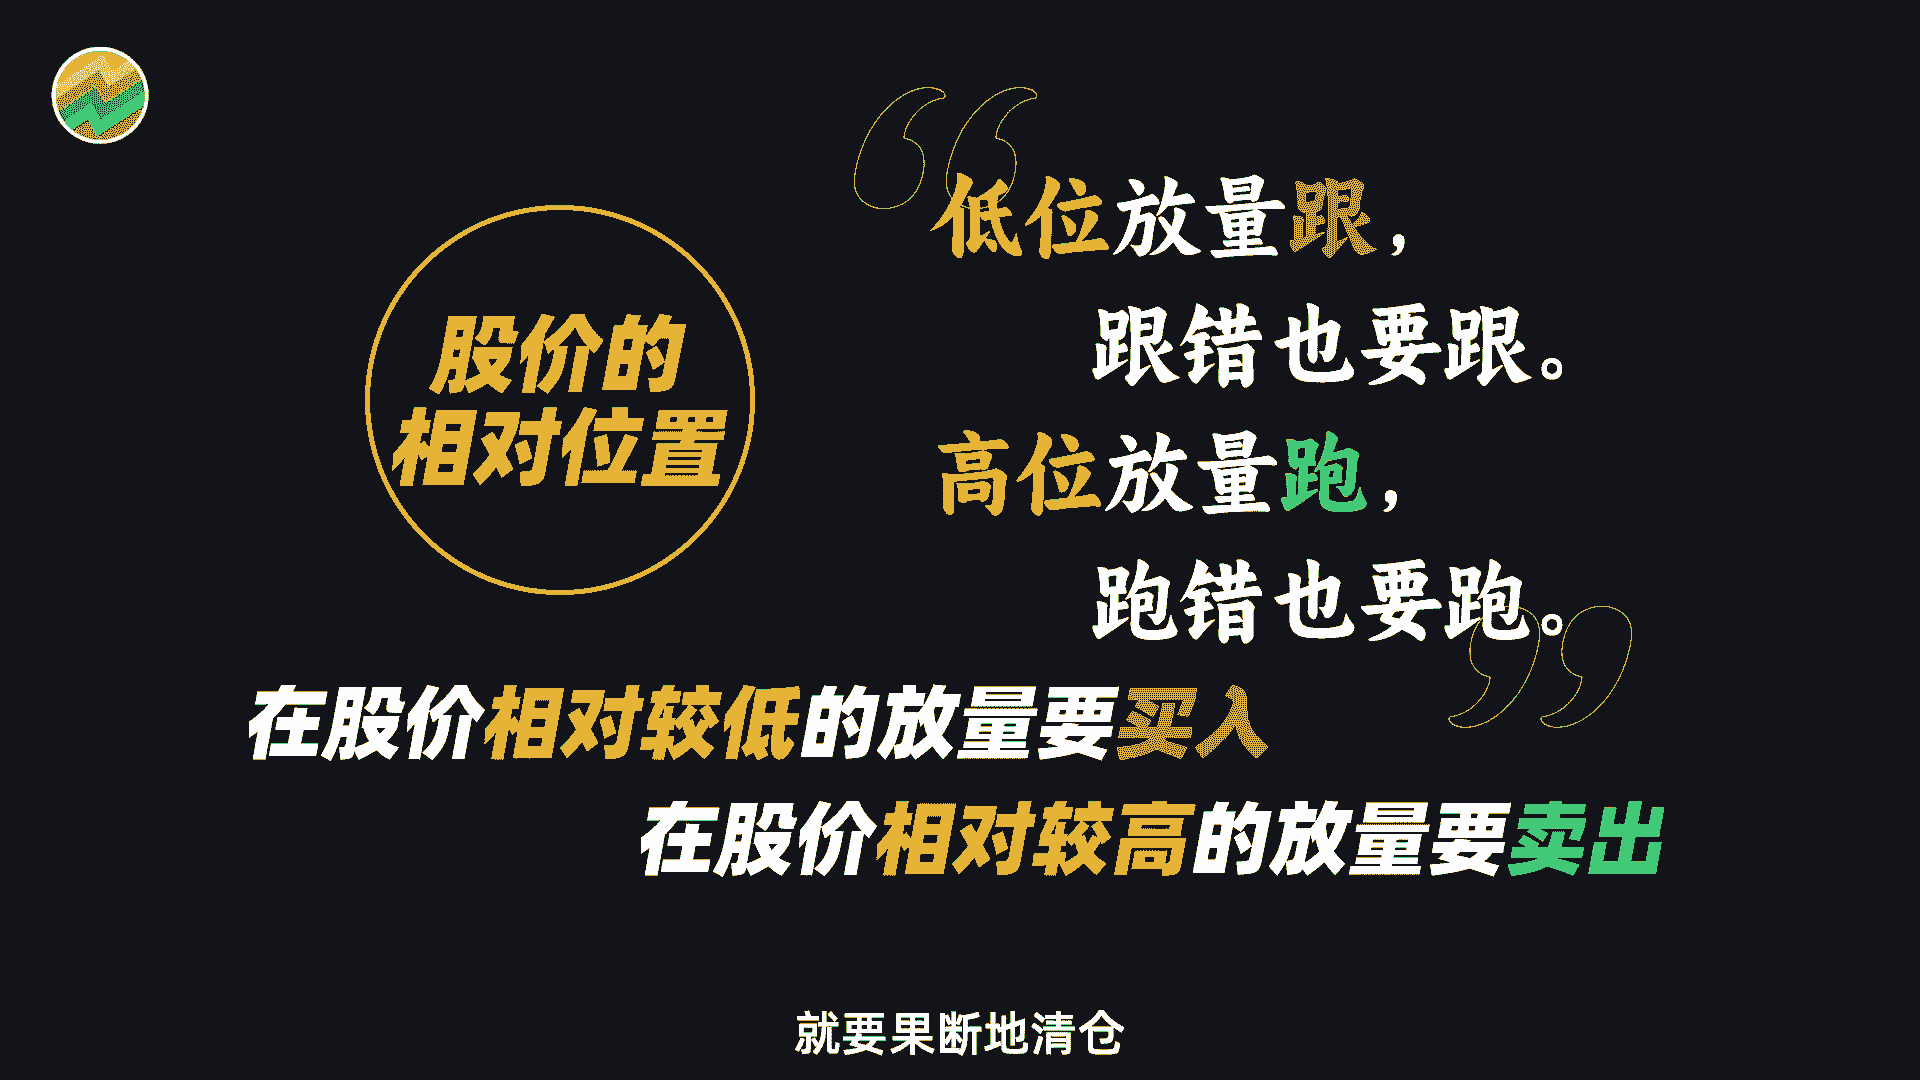 股价的
相对位置
“低位放量跟，
跟错也要跟。
高位放量跑，
跑错也要跑。”
在股价相对较低的放量要买入
在股价相对较高的放量要卖出
就要果断地清仓